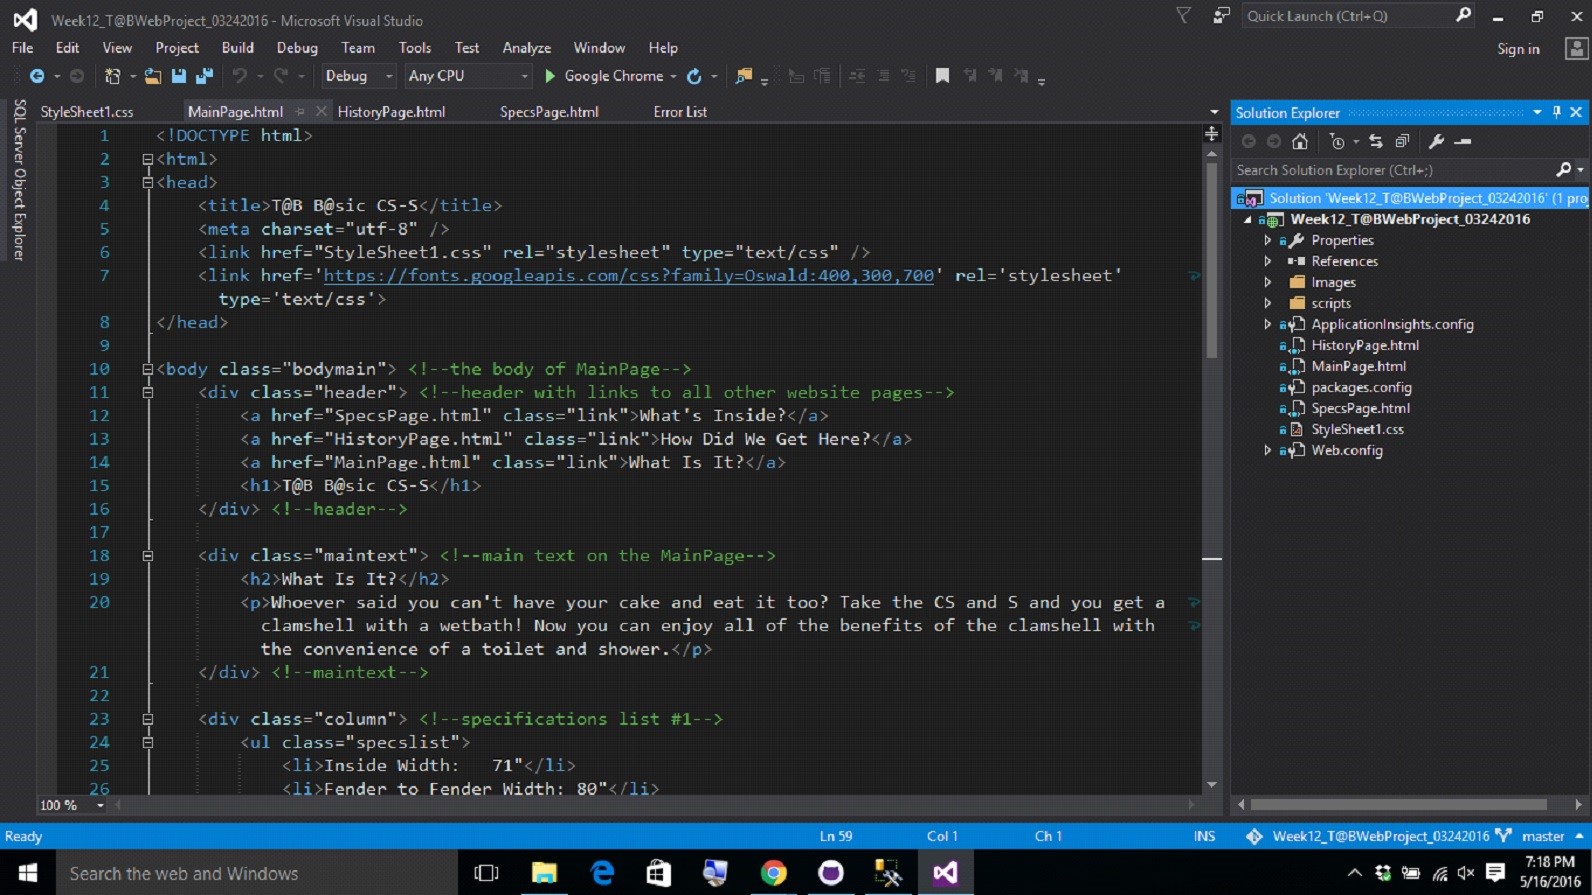 Week12_T@BWebProject_03242016 - Microsoft Visual Studio
Quick Launch (Ctrl+Q)
File Edit View Project Build Debug Team Tools Test Analyze Window Help
Sign in
Debug Any CPU Google Chrome
SQL Server Object Explorer
StyleSheet1.css MainPage.html HistoryPage.html SpecsPage.html Error List
1 <!DOCTYPE html>
2 <html>
3 <head>
4 <title>T@B B@sic CS-S</title>
5 <meta charset="utf-8" />
6 <link href="StyleSheet1.css" rel="stylesheet" type="text/css" />
7 <link href='https://fonts.googleapis.com/css?family=Oswald:400,300,700' rel='stylesheet'
type='text/css'>
8 </head>
9
10 <body class="bodymain"> <!--the body of MainPage-->
11 <div class="header"> <!--header with links to all other website pages-->
12 <a href="SpecsPage.html" class="link">What's Inside?</a>
13 <a href="HistoryPage.html" class="link">How Did We Get Here?</a>
14 <a href="MainPage.html" class="link">What Is It?</a>
15 <h1>T@B B@sic CS-S</h1>
16 </div> <!--header-->
17
18 <div class="maintext"> <!--main text on the MainPage-->
19 <h2>What Is It?</h2>
20 <p>Whoever said you can't have your cake and eat it too? Take the CS and S and you get a
clamshell with a wetbath! Now you can enjoy all of the benefits of the clamshell with
the convenience of a toilet and shower.</p>
21 </div> <!--maintext-->
22
23 <div class="column"> <!--specifications list #1-->
24 <ul class="specslist">
25 <li>Inside Width: 71"</li>
26 <li>Fender to Fender Width: 80"</li>
100 %
Solution Explorer
Search Solution Explorer (Ctrl+;)
Solution 'Week12_T@BWebProject_03242016' (1 pro
Week12_T@BWebProject_03242016
Properties
References
Images
scripts
ApplicationInsights.config
HistoryPage.html
MainPage.html
packages.config
SpecsPage.html
StyleSheet1.css
Web.config
Ready Ln 59 Col 1 Ch 1 INS Week12_T@BWebProject_03242016 master
Search the web and Windows
7:18 PM
5/16/2016